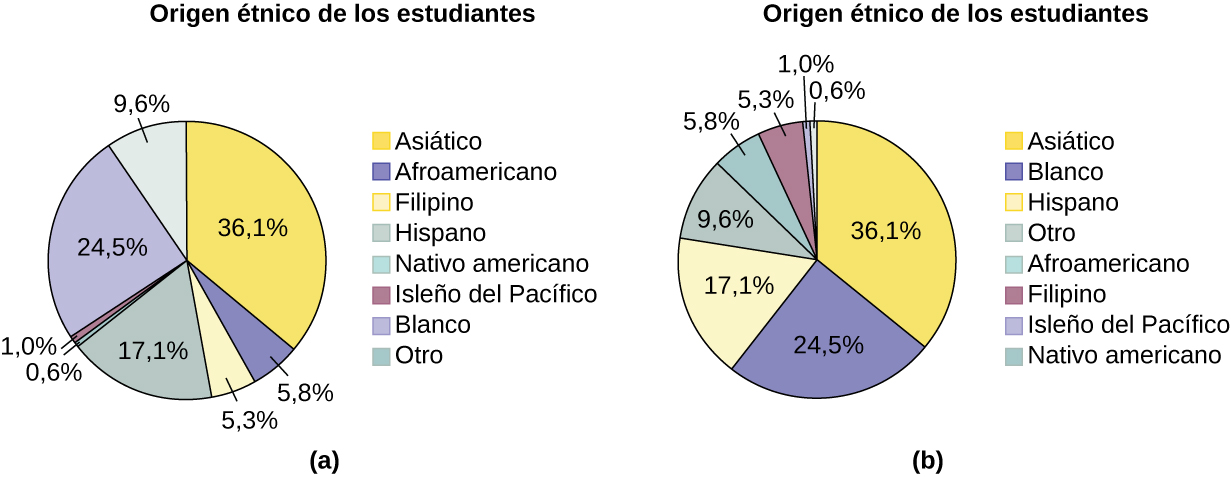 Origen étnico de los estudiantes
9,6%
36,1%
24,5%
1,0%
0,6%
17,1%
5,3%
5,8%
Asiático
Afroamericano
Filipino
Hispano
Nativo americano
Isleño del Pacífico
Blanco
Otro
(a)
Origen étnico de los estudiantes
1,0%
0,6%
5,3%
5,8%
9,6%
36,1%
17,1%
24,5%
Asiático
Blanco
Hispano
Otro
Afroamericano
Filipino
Isleño del Pacífico
Nativo americano
(b)